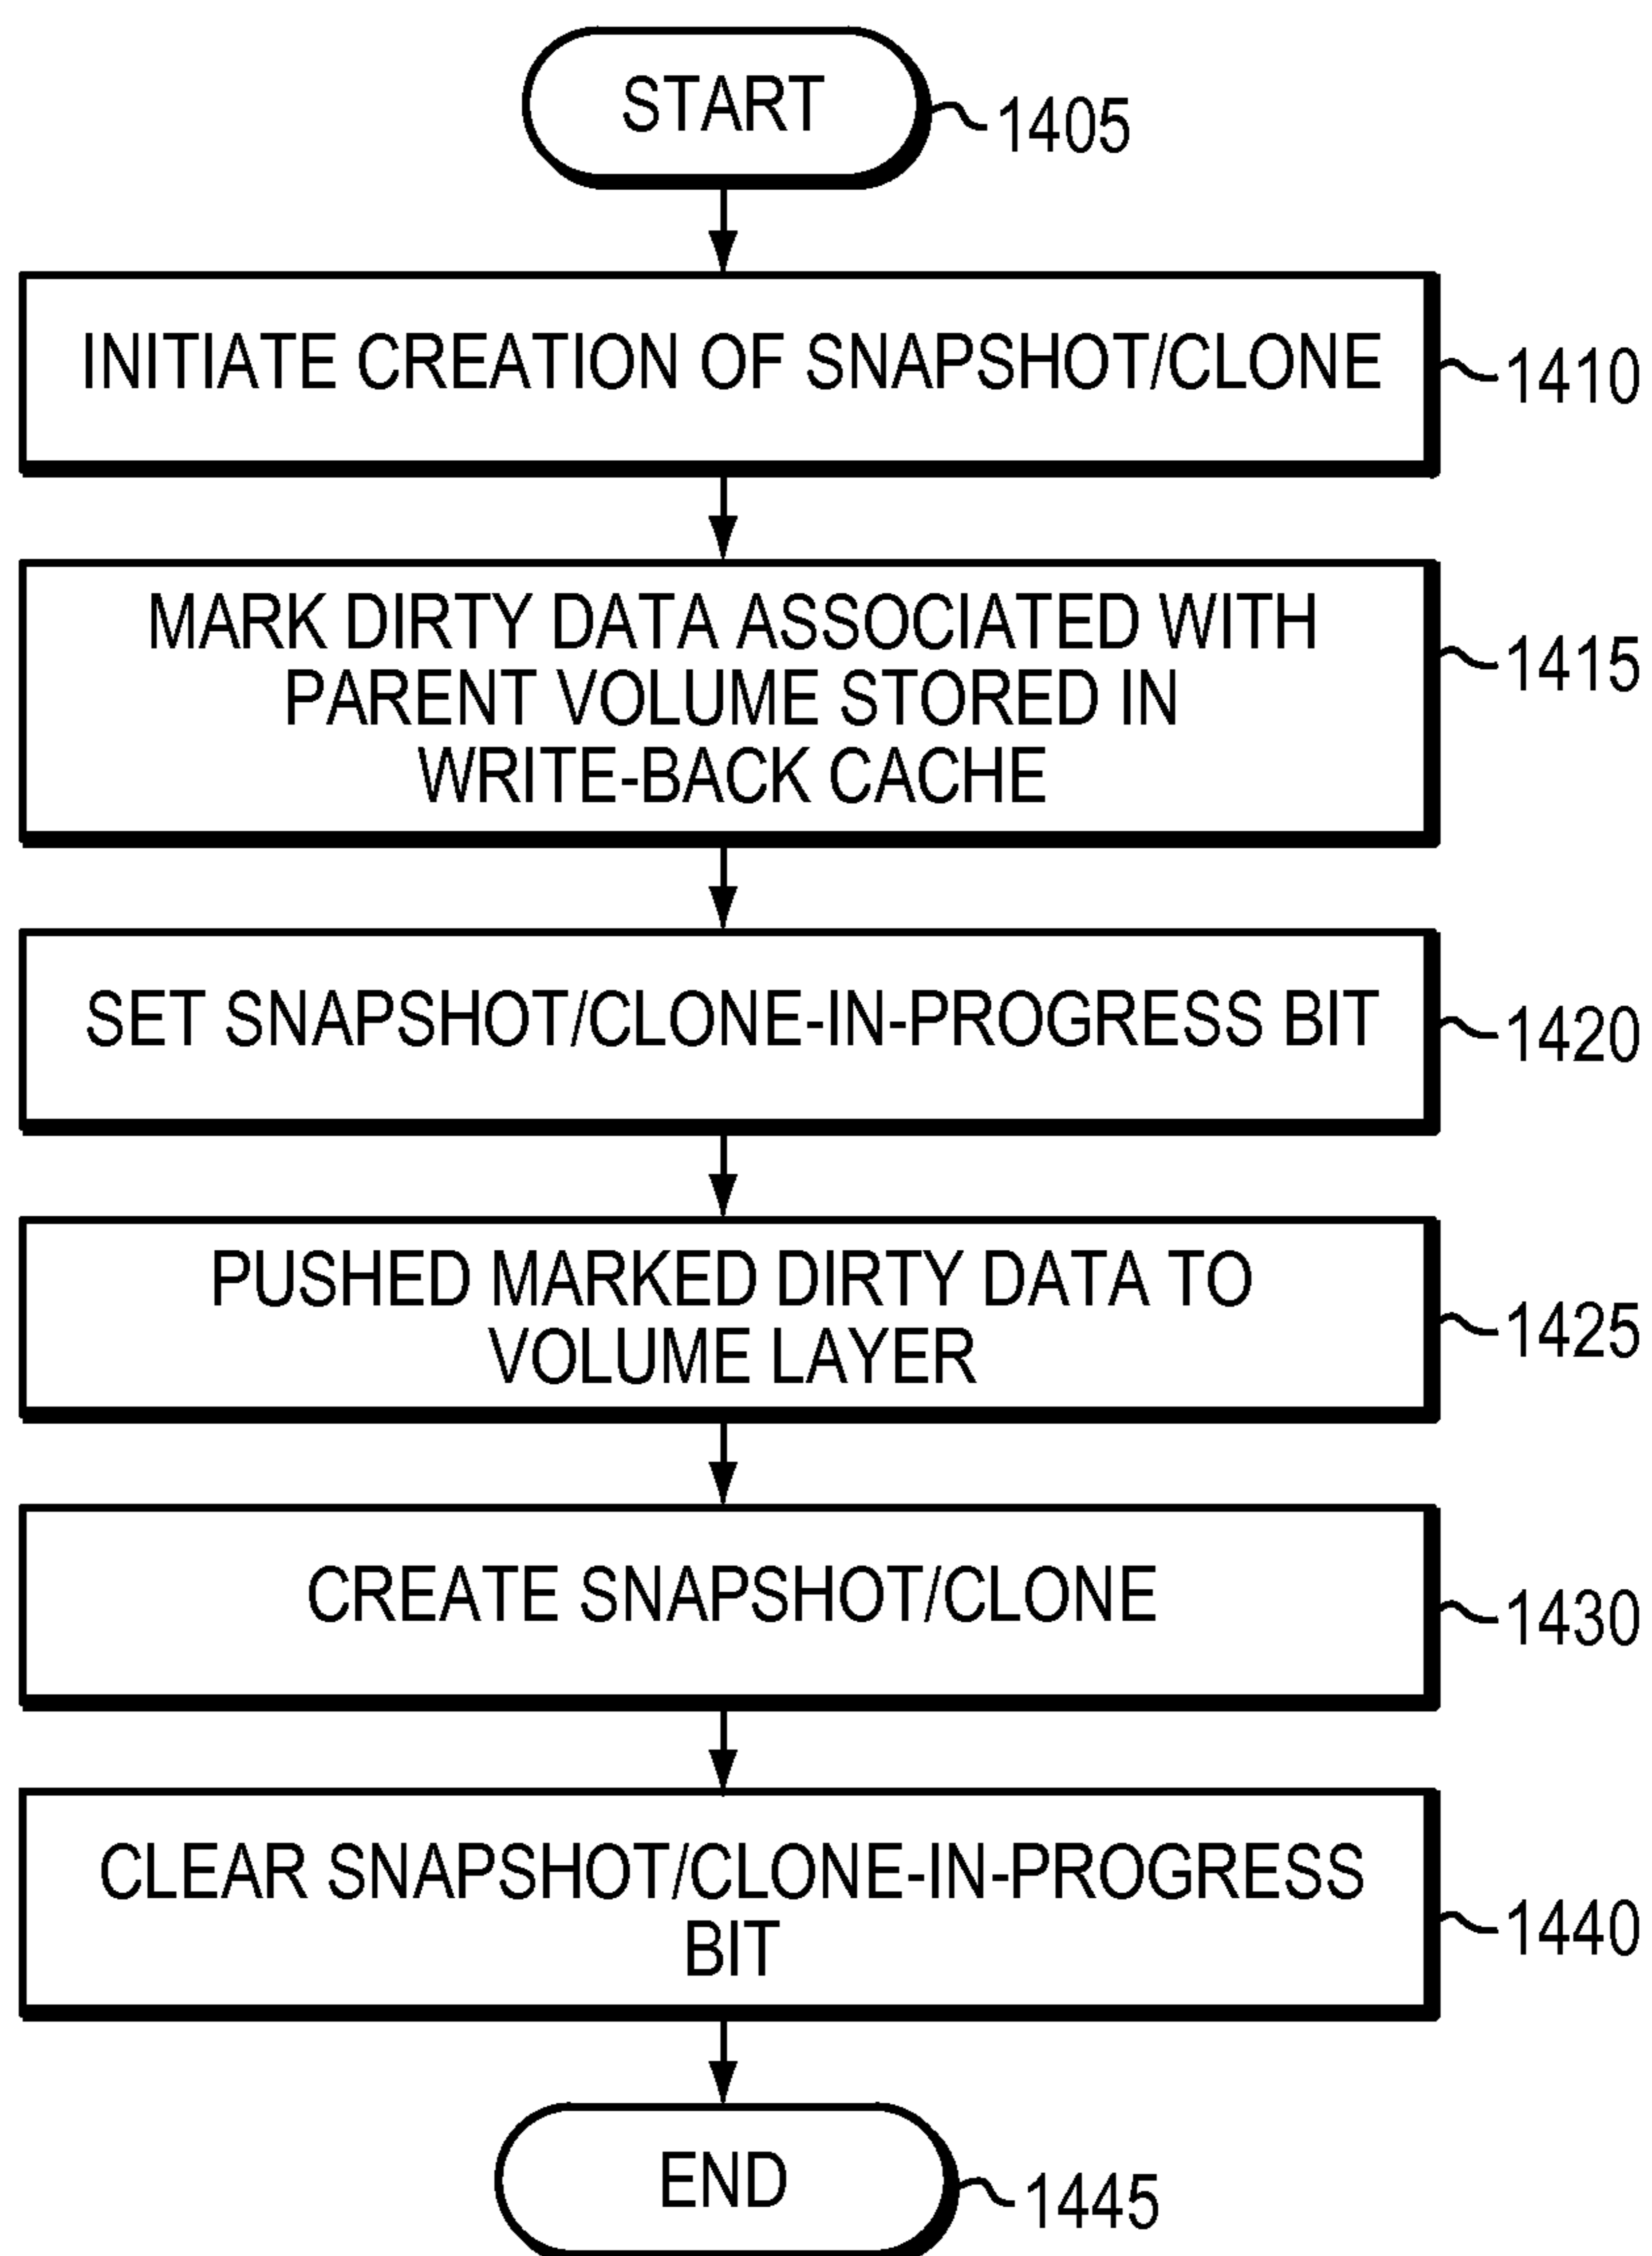 START
1405
INITIATE CREATION OF SNAPSHOT/CLONE
1410
MARK DIRTY DATA ASSOCIATED WITH
PARENT VOLUME STORED IN
WRITE-BACK CACHE
1415
SET SNAPSHOT/CLONE-IN-PROGRESS BIT
1420
PUSHED MARKED DIRTY DATA TO
VOLUME LAYER
1425
CREATE SNAPSHOT/CLONE
1430
CLEAR SNAPSHOT/CLONE-IN-PROGRESS
BIT
1440
END
1445